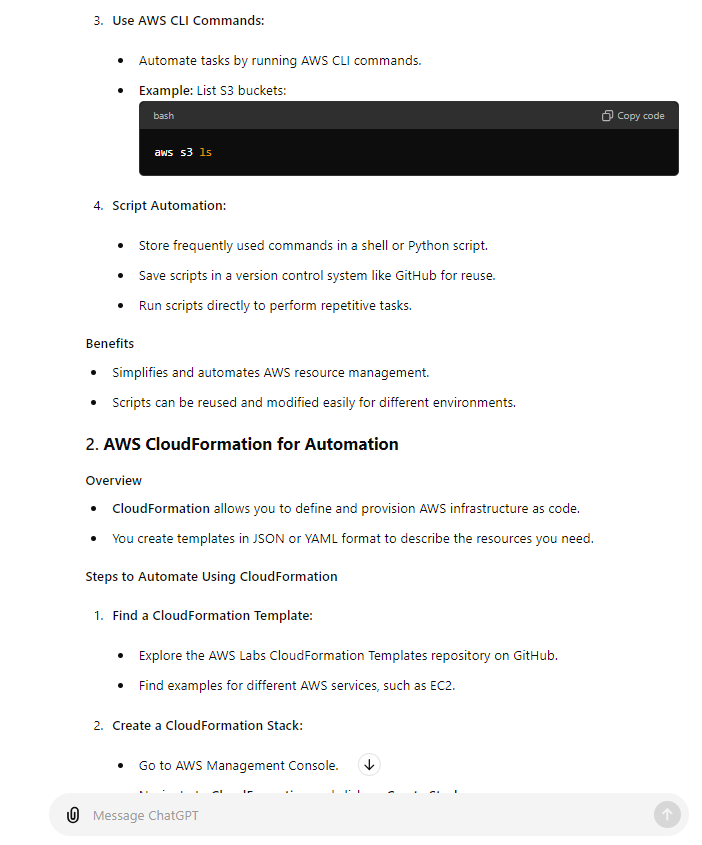 3. Use AWS CLI Commands:
• Automate tasks by running AWS CLI commands.
• Example: List S3 buckets:
bash Copy code
aws s3 ls
4. Script Automation:
• Store frequently used commands in a shell or Python script.
• Save scripts in a version control system like GitHub for reuse.
• Run scripts directly to perform repetitive tasks.
Benefits
• Simplifies and automates AWS resource management.
• Scripts can be reused and modified easily for different environments.
2. AWS CloudFormation for Automation
Overview
• CloudFormation allows you to define and provision AWS infrastructure as code.
• You create templates in JSON or YAML format to describe the resources you need.
Steps to Automate Using CloudFormation
1. Find a CloudFormation Template:
• Explore the AWS Labs CloudFormation Templates repository on GitHub.
• Find examples for different AWS services, such as EC2.
2. Create a CloudFormation Stack:
• Go to AWS Management Console.
Message ChatGPT